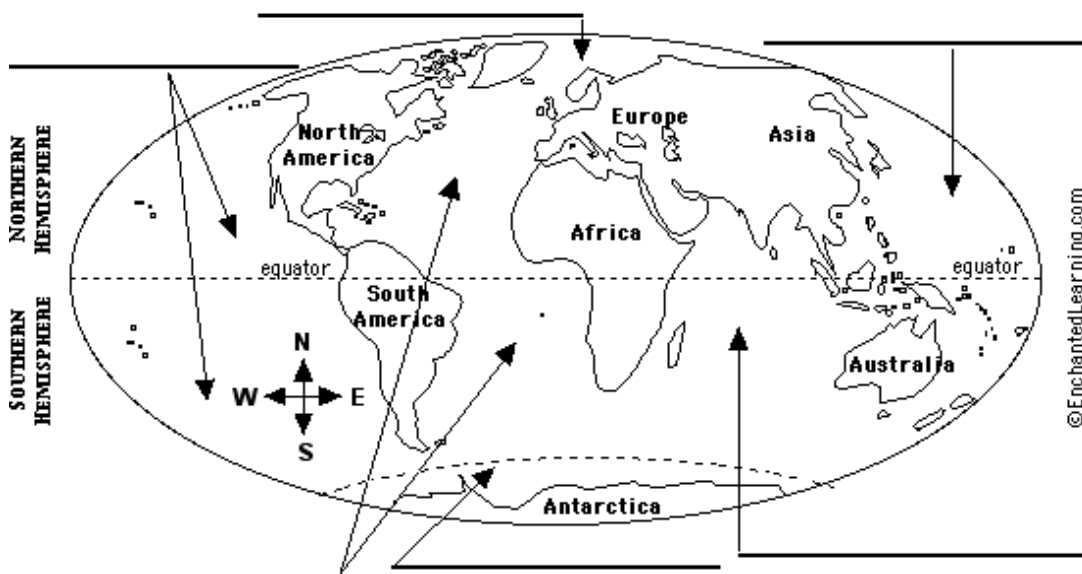 NORTHERN
HEMISPHERE
SOUTHERN
HEMISPHERE
North
America
Europe
Asia
Africa
equator
equator
South
America
Australia
N
W
E
S
Antarctica
©EnchantedLearning.com